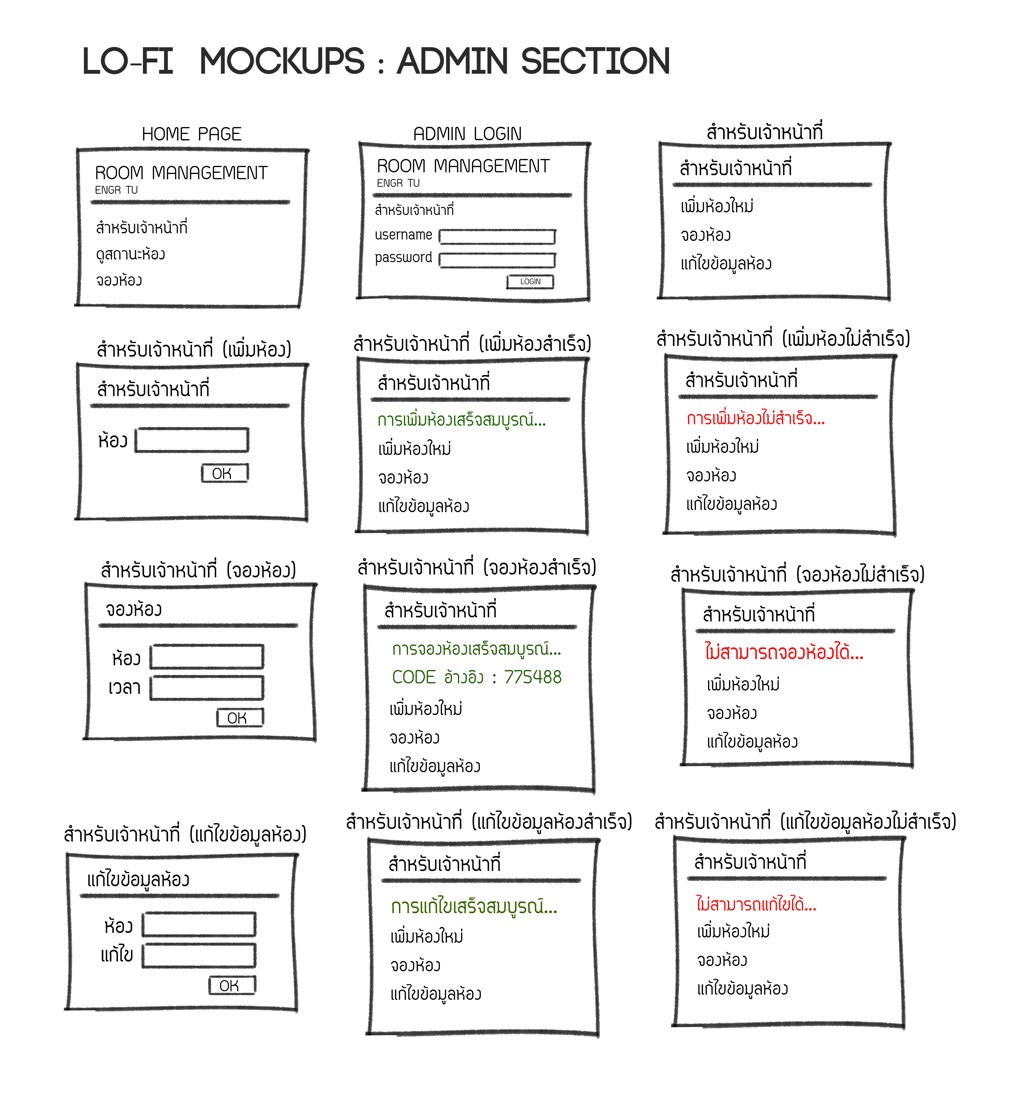 LO-FI MOCKUPS : ADMIN SECTION
HOME PAGE
ROOM MANAGEMENT
ENGR TU
สำหรับเจ้าหน้าที่
ดูสถานะห้อง
จองห้อง
ADMIN LOGIN
ROOM MANAGEMENT
ENGR TU
สำหรับเจ้าหน้าที่
username
password
LOGIN
สำหรับเจ้าหน้าที่
สำหรับเจ้าหน้าที่
เพิ่มห้องใหม่
จองห้อง
แก้ไขข้อมูลห้อง
สำหรับเจ้าหน้าที่ (เพิ่มห้อง)
สำหรับเจ้าหน้าที่
ห้อง
OK
สำหรับเจ้าหน้าที่ (เพิ่มห้องสำเร็จ)
สำหรับเจ้าหน้าที่
การเพิ่มห้องเสร็จสมบูรณ์...
เพิ่มห้องใหม่
จองห้อง
แก้ไขข้อมูลห้อง
สำหรับเจ้าหน้าที่ (เพิ่มห้องไม่สำเร็จ)
สำหรับเจ้าหน้าที่
การเพิ่มห้องไม่สำเร็จ...
เพิ่มห้องใหม่
จองห้อง
แก้ไขข้อมูลห้อง
สำหรับเจ้าหน้าที่ (จองห้อง)
จองห้อง
ห้อง
เวลา
OK
สำหรับเจ้าหน้าที่ (จองห้องสำเร็จ)
สำหรับเจ้าหน้าที่
การจองห้องเสร็จสมบูรณ์...
CODE อ้างอิง : 775488
เพิ่มห้องใหม่
จองห้อง
แก้ไขข้อมูลห้อง
สำหรับเจ้าหน้าที่ (จองห้องไม่สำเร็จ)
สำหรับเจ้าหน้าที่
ไม่สามารถจองห้องได้...
เพิ่มห้องใหม่
จองห้อง
แก้ไขข้อมูลห้อง
สำหรับเจ้าหน้าที่ (แก้ไขข้อมูลห้อง)
แก้ไขข้อมูลห้อง
ห้อง
แก้ไข
OK
สำหรับเจ้าหน้าที่ (แก้ไขข้อมูลห้องสำเร็จ)
สำหรับเจ้าหน้าที่
การแก้ไขเสร็จสมบูรณ์...
เพิ่มห้องใหม่
จองห้อง
แก้ไขข้อมูลห้อง
สำหรับเจ้าหน้าที่ (แก้ไขข้อมูลห้องไม่สำเร็จ)
สำหรับเจ้าหน้าที่
ไม่สามารถแก้ไขได้...
เพิ่มห้องใหม่
จองห้อง
แก้ไขข้อมูลห้อง